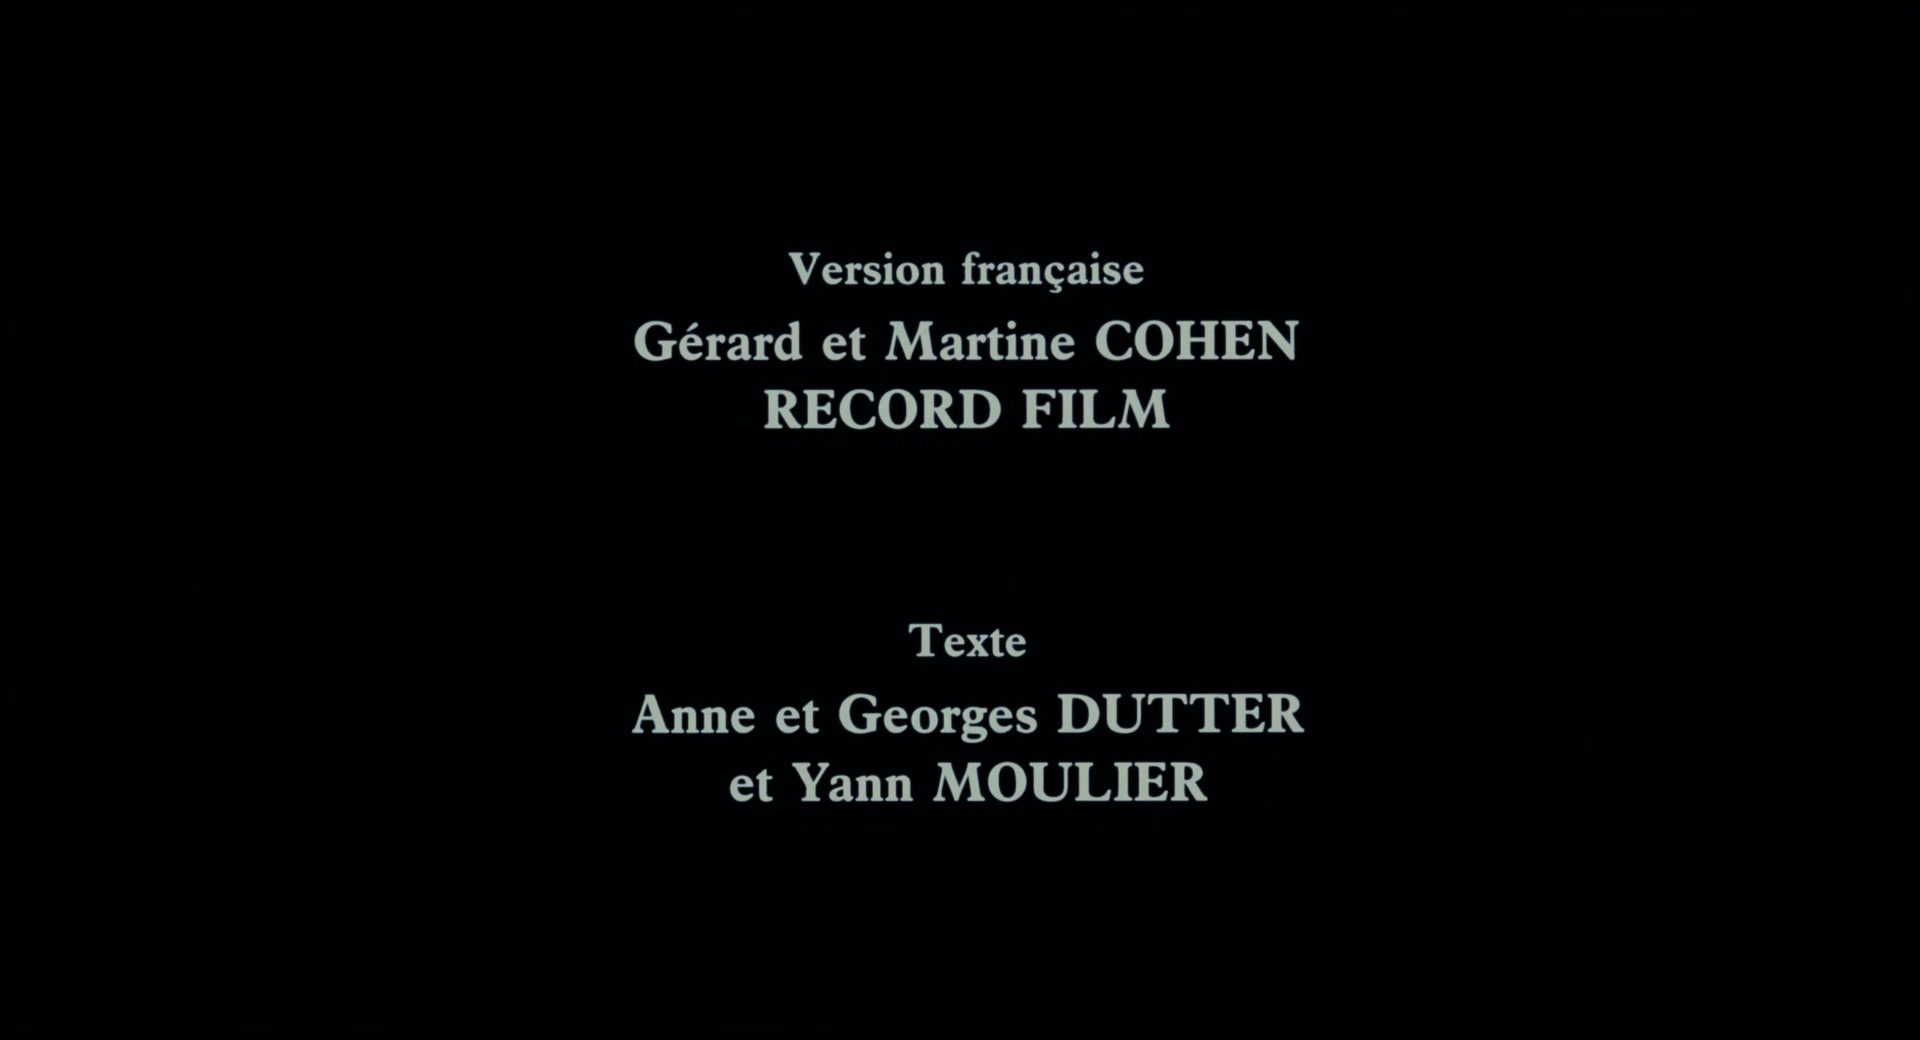 Version française
Gérard et Martine COHEN
RECORD FILM
Texte
Anne et Georges DUTTER
et Yann MOULIER